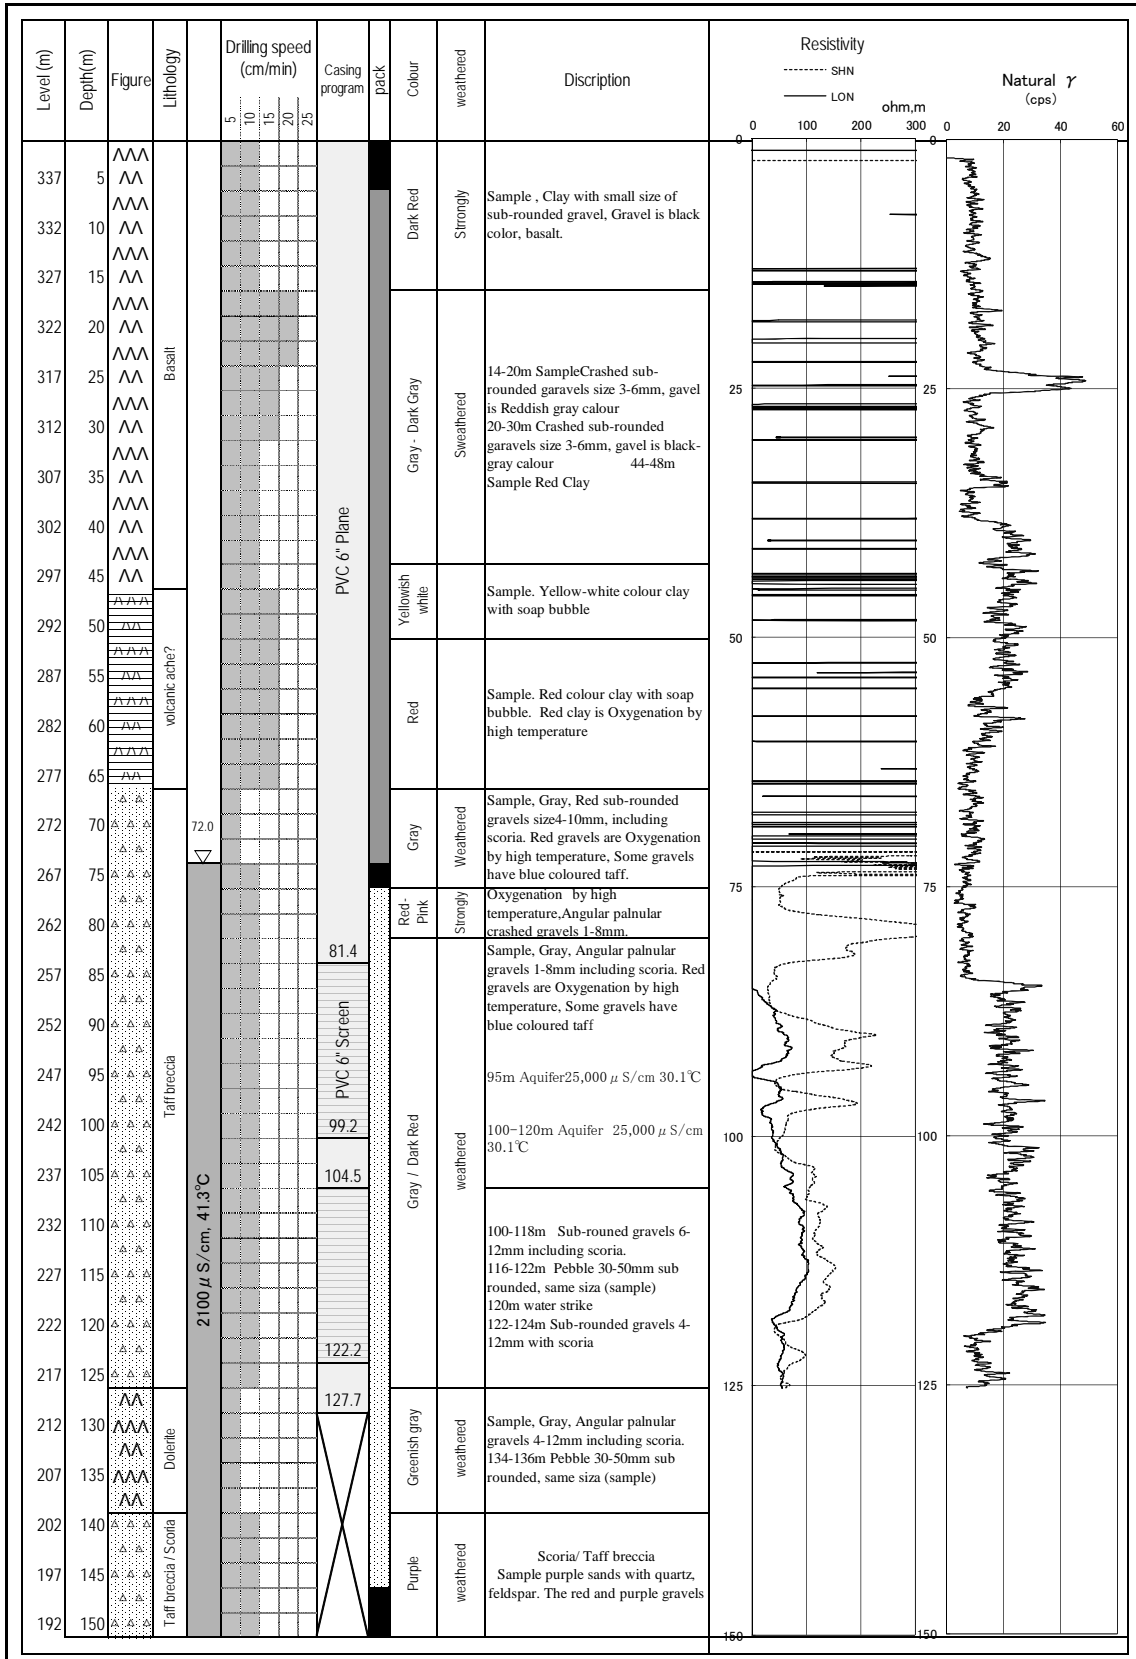 Level (m)
Depth(m)
Figure
Lithology
Drilling speed
(cm/min)
5
10
15
20
25
Casing
program
pack
Colour
weathered
Discription
Resistivity
SHN
LON
ohm,m
0 100 200 300
Natural γ
(cps)
0 20 40 60
0
0
337 5
332 10
327 15
322 20
317 25
312 30
307 35
302 40
297 45
292 50
287 55
282 60
277 65
272 70
267 75
262 80
257 85
252 90
247 95
242 100
237 105
232 110
227 115
222 120
217 125
212 130
207 135
202 140
197 145
192 150
Basalt
volcanic ache?
Taff breccia
Dolerite
Taff breccia / Scoria
72.0
2100 μ S/cm, 41.3℃
PVC 6" Plane
81.4
PVC 6" Screen
99.2
104.5
122.2
127.7
Dark Red
Strrongly
Sample , Clay with small size of
sub-rounded gravel, Gravel is black
color, basalt.
Gray - Dark Gray
Sweathered
14-20m SampleCrashed sub-
rounded garavels size 3-6mm, gavel
is Reddish gray calour
20-30m Crashed sub-rounded
garavels size 3-6mm, gavel is black-
gray calour 44-48m
Sample Red Clay
Yellowish
white
Sample. Yellow-white colour clay
with soap bubble
Red
Sample. Red colour clay with soap
bubble. Red clay is Oxygenation by
high temperature
Gray
Weathered
Sample, Gray, Red sub-rounded
gravels size4-10mm, including
scoria. Red gravels are Oxygenation
by high temperature, Some gravels
have blue coloured taff.
Red-
Pink
Strongly
Oxygenation by high
temperature,Angular palnular
crashed gravels 1-8mm.
Gray / Dark Red
weathered
Sample, Gray, Angular palnular
gravels 1-8mm including scoria. Red
gravels are Oxygenation by high
temperature, Some gravels have
blue coloured taff
95m Aquifer25,000 μ S/cm 30.1℃
100-120m Aquifer 25,000 μ S/cm
30.1℃
100-118m Sub-rouned gravels 6-
12mm including scoria.
116-122m Pebble 30-50mm sub
rounded, same siza (sample)
120m water strike
122-124m Sub-rounded gravels 4-
12mm with scoria
Greenish gray
weathered
Sample, Gray, Angular palnular
gravels 4-12mm including scoria.
134-136m Pebble 30-50mm sub
rounded, same siza (sample)
Purple
weathered
Scoria/ Taff breccia
Sample purple sands with quartz,
feldspar. The red and purple gravels
25
50
75
100
125
150
25
50
75
100
125
150